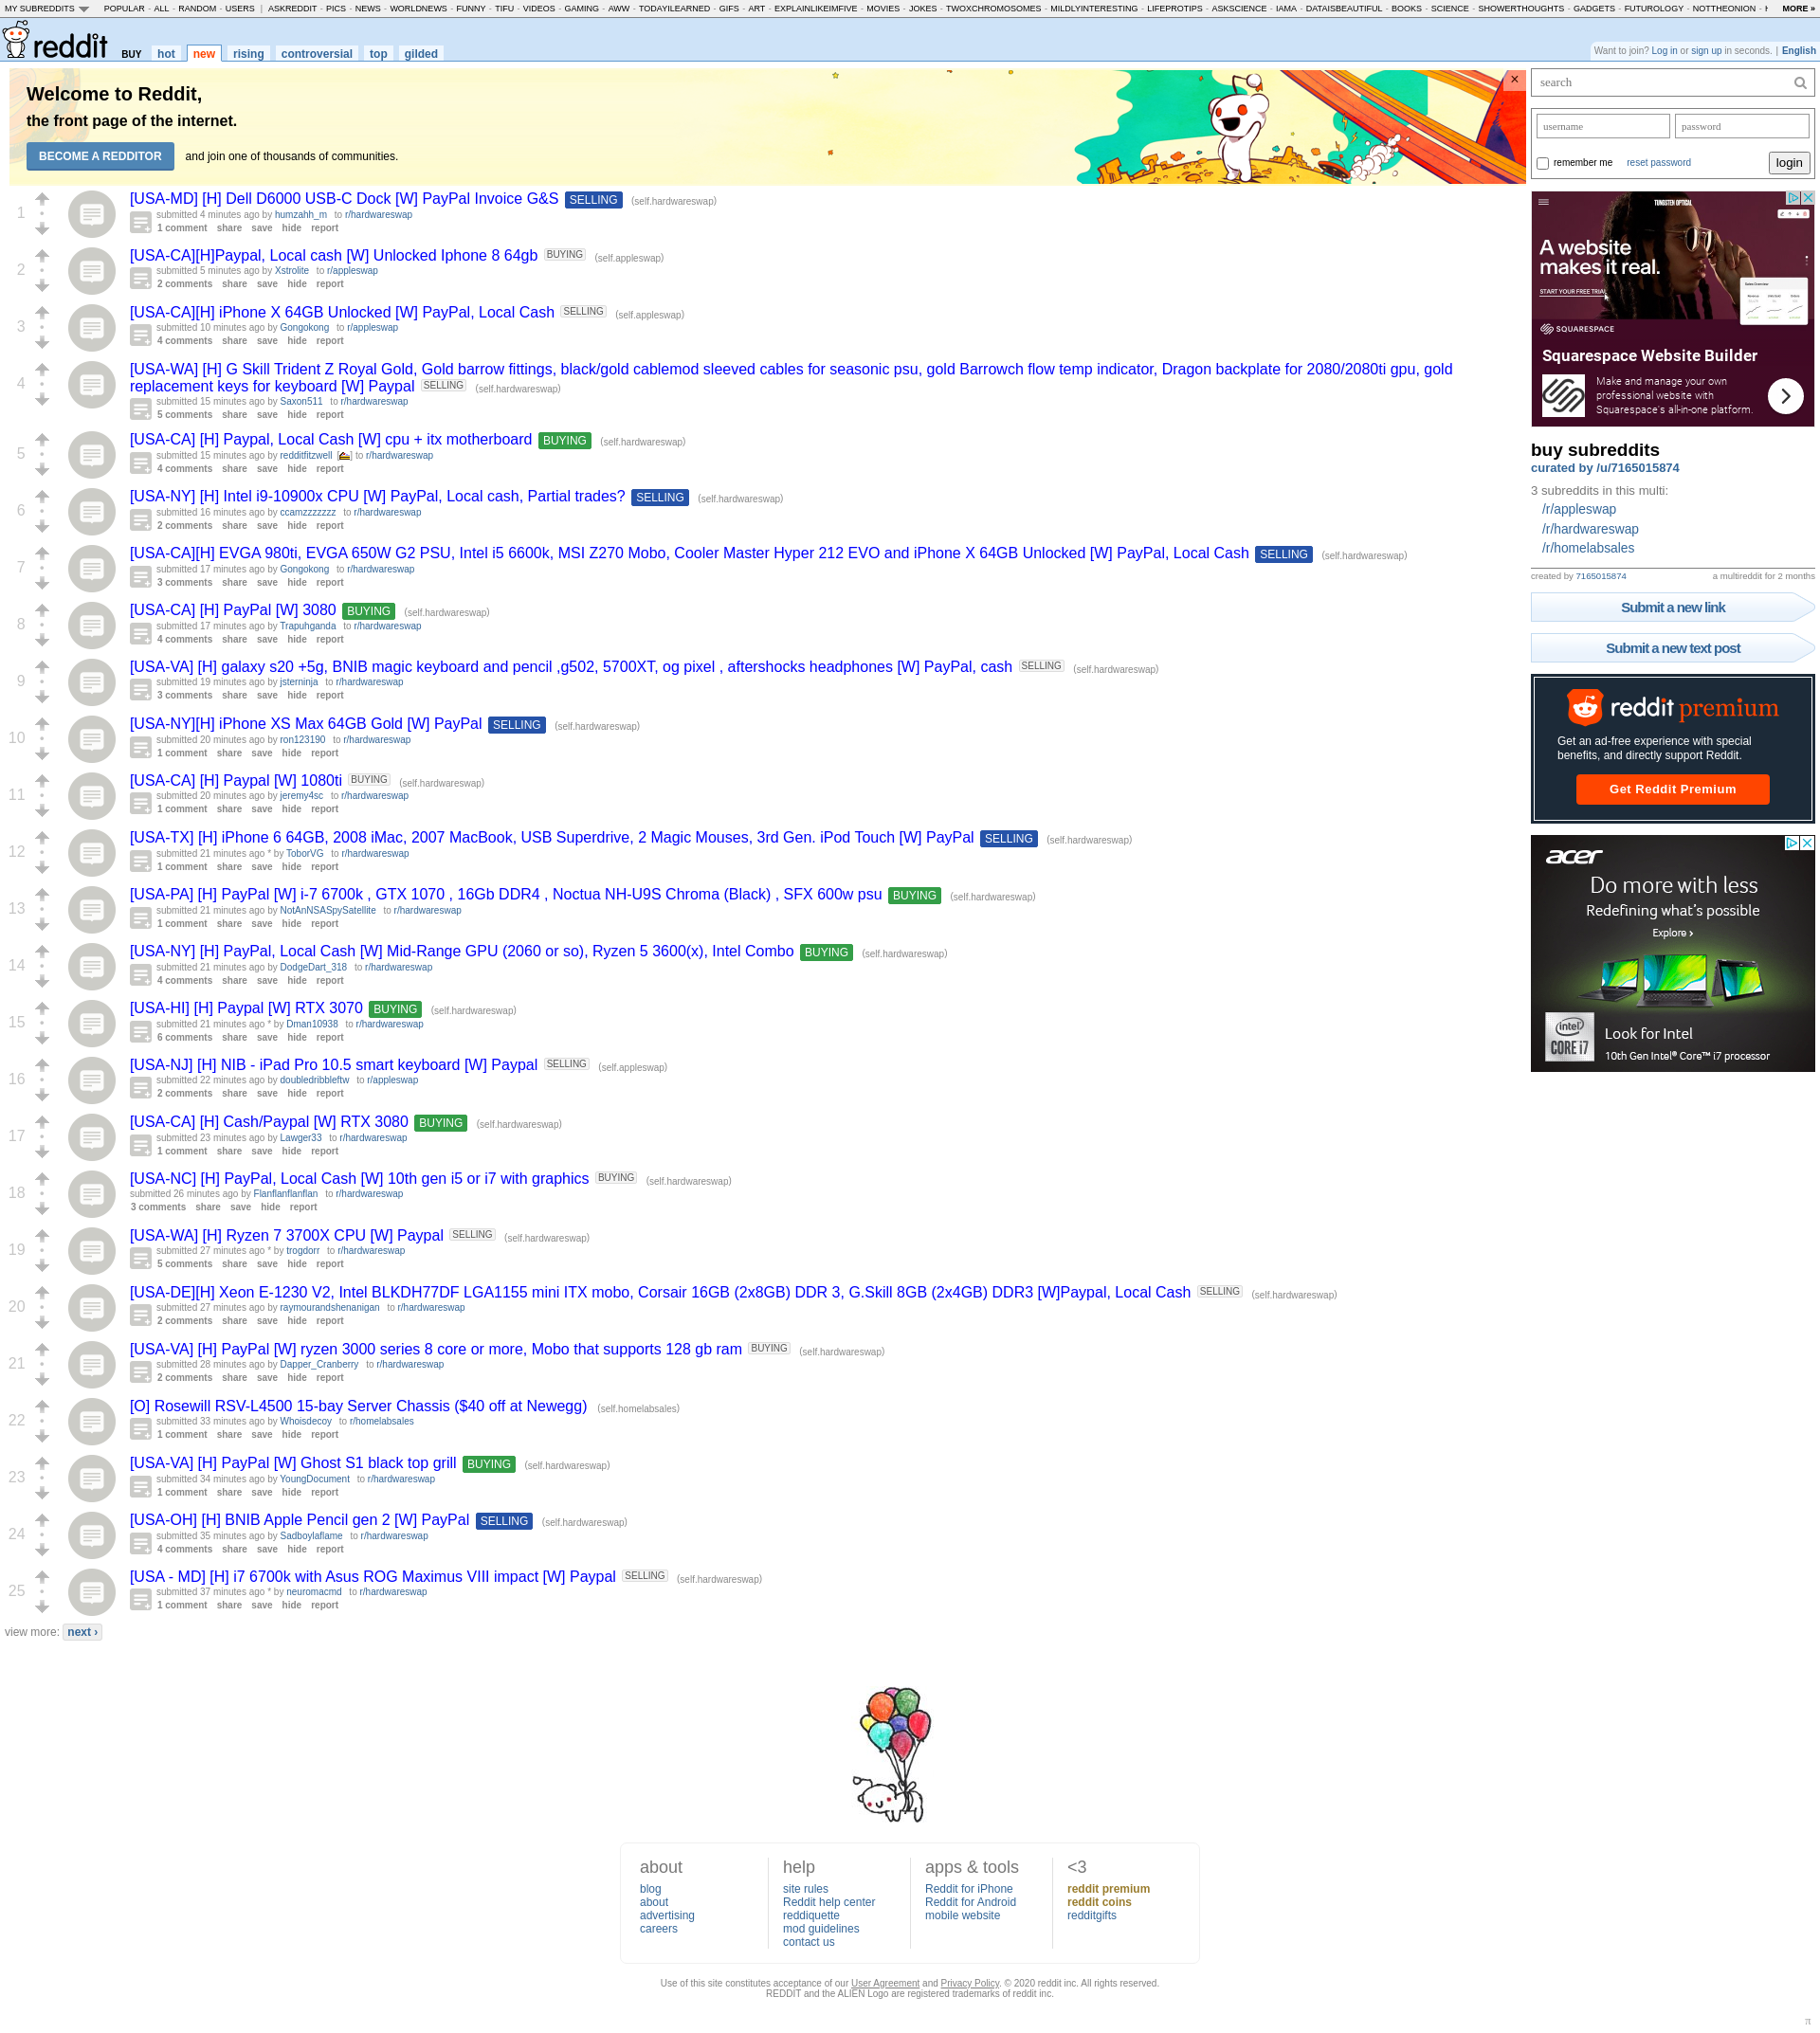 MY SUBREDDITS POPULAR - ALL - RANDOM - USERS | ASKREDDIT - PICS - NEWS - WORLDNEWS - FUNNY - TIFU - VIDEOS - GAMING - AWW - TODAYILEARNED - GIFS - ART - EXPLAINLIKEIMFIVE - MOVIES - JOKES - TWOXCHROMOSOMES - MILDLYINTERESTING - LIFEPROTIPS - ASKSCIENCE - IAMA - DATAISBEAUTIFUL - BOOKS - SCIENCE - SHOWERTHOUGHTS - GADGETS - FUTUROLOGY - NOTTHEONION - MORE »
reddit BUY hot new rising controversial top gilded
Want to join? Log in or sign up in seconds. | English
Welcome to Reddit,
the front page of the internet.
BECOME A REDDITOR and join one of thousands of communities.
×
1
[USA-MD] [H] Dell D6000 USB-C Dock [W] PayPal Invoice G&S SELLING (self.hardwareswap)
submitted 4 minutes ago by humzahh_m to r/hardwareswap
1 comment share save hide report
2
[USA-CA][H]Paypal, Local cash [W] Unlocked Iphone 8 64gb BUYING (self.appleswap)
submitted 5 minutes ago by Xstrolite to r/appleswap
2 comments share save hide report
3
[USA-CA][H] iPhone X 64GB Unlocked [W] PayPal, Local Cash SELLING (self.appleswap)
submitted 10 minutes ago by Gongokong to r/appleswap
4 comments share save hide report
4
[USA-WA] [H] G Skill Trident Z Royal Gold, Gold barrow fittings, black/gold cablemod sleeved cables for seasonic psu, gold Barrowch flow temp indicator, Dragon backplate for 2080/2080ti gpu, gold
replacement keys for keyboard [W] Paypal SELLING (self.hardwareswap)
submitted 15 minutes ago by Saxon511 to r/hardwareswap
5 comments share save hide report
5
[USA-CA] [H] Paypal, Local Cash [W] cpu + itx motherboard BUYING (self.hardwareswap)
submitted 15 minutes ago by redditfitzwell [] to r/hardwareswap
4 comments share save hide report
6
[USA-NY] [H] Intel i9-10900x CPU [W] PayPal, Local cash, Partial trades? SELLING (self.hardwareswap)
submitted 16 minutes ago by ccamzzzzzzz to r/hardwareswap
2 comments share save hide report
7
[USA-CA][H] EVGA 980ti, EVGA 650W G2 PSU, Intel i5 6600k, MSI Z270 Mobo, Cooler Master Hyper 212 EVO and iPhone X 64GB Unlocked [W] PayPal, Local Cash SELLING (self.hardwareswap)
submitted 17 minutes ago by Gongokong to r/hardwareswap
3 comments share save hide report
8
[USA-CA] [H] PayPal [W] 3080 BUYING (self.hardwareswap)
submitted 17 minutes ago by Trapuhganda to r/hardwareswap
4 comments share save hide report
9
[USA-VA] [H] galaxy s20 +5g, BNIB magic keyboard and pencil ,g502, 5700XT, og pixel , aftershocks headphones [W] PayPal, cash SELLING (self.hardwareswap)
submitted 19 minutes ago by jsterninja to r/hardwareswap
3 comments share save hide report
10
[USA-NY][H] iPhone XS Max 64GB Gold [W] PayPal SELLING (self.hardwareswap)
submitted 20 minutes ago by ron123190 to r/hardwareswap
1 comment share save hide report
11
[USA-CA] [H] Paypal [W] 1080ti BUYING (self.hardwareswap)
submitted 20 minutes ago by jeremy4sc to r/hardwareswap
1 comment share save hide report
12
[USA-TX] [H] iPhone 6 64GB, 2008 iMac, 2007 MacBook, USB Superdrive, 2 Magic Mouses, 3rd Gen. iPod Touch [W] PayPal SELLING (self.hardwareswap)
submitted 21 minutes ago * by ToborVG to r/hardwareswap
1 comment share save hide report
13
[USA-PA] [H] PayPal [W] i-7 6700k , GTX 1070 , 16Gb DDR4 , Noctua NH-U9S Chroma (Black) , SFX 600w psu BUYING (self.hardwareswap)
submitted 21 minutes ago by NotAnNSASpySatellite to r/hardwareswap
1 comment share save hide report
14
[USA-NY] [H] PayPal, Local Cash [W] Mid-Range GPU (2060 or so), Ryzen 5 3600(x), Intel Combo BUYING (self.hardwareswap)
submitted 21 minutes ago by DodgeDart_318 to r/hardwareswap
4 comments share save hide report
15
[USA-HI] [H] Paypal [W] RTX 3070 BUYING (self.hardwareswap)
submitted 21 minutes ago * by Dman10938 to r/hardwareswap
6 comments share save hide report
16
[USA-NJ] [H] NIB - iPad Pro 10.5 smart keyboard [W] Paypal SELLING (self.appleswap)
submitted 22 minutes ago by doubledribbleftw to r/appleswap
2 comments share save hide report
17
[USA-CA] [H] Cash/Paypal [W] RTX 3080 BUYING (self.hardwareswap)
submitted 23 minutes ago by Lawger33 to r/hardwareswap
1 comment share save hide report
18
[USA-NC] [H] PayPal, Local Cash [W] 10th gen i5 or i7 with graphics BUYING (self.hardwareswap)
submitted 26 minutes ago by Flanflanflanflan to r/hardwareswap
3 comments share save hide report
19
[USA-WA] [H] Ryzen 7 3700X CPU [W] Paypal SELLING (self.hardwareswap)
submitted 27 minutes ago * by trogdorr to r/hardwareswap
5 comments share save hide report
20
[USA-DE][H] Xeon E-1230 V2, Intel BLKDH77DF LGA1155 mini ITX mobo, Corsair 16GB (2x8GB) DDR 3, G.Skill 8GB (2x4GB) DDR3 [W]Paypal, Local Cash SELLING (self.hardwareswap)
submitted 27 minutes ago by raymourandshenanigan to r/hardwareswap
2 comments share save hide report
21
[USA-VA] [H] PayPal [W] ryzen 3000 series 8 core or more, Mobo that supports 128 gb ram BUYING (self.hardwareswap)
submitted 28 minutes ago by Dapper_Cranberry to r/hardwareswap
2 comments share save hide report
22
[O] Rosewill RSV-L4500 15-bay Server Chassis ($40 off at Newegg) (self.homelabsales)
submitted 33 minutes ago by Whoisdecoy to r/homelabsales
1 comment share save hide report
23
[USA-VA] [H] PayPal [W] Ghost S1 black top grill BUYING (self.hardwareswap)
submitted 34 minutes ago by YoungDocument to r/hardwareswap
1 comment share save hide report
24
[USA-OH] [H] BNIB Apple Pencil gen 2 [W] PayPal SELLING (self.hardwareswap)
submitted 35 minutes ago by Sadboylaflame to r/hardwareswap
4 comments share save hide report
25
[USA - MD] [H] i7 6700k with Asus ROG Maximus VIII impact [W] Paypal SELLING (self.hardwareswap)
submitted 37 minutes ago * by neuromacmd to r/hardwareswap
1 comment share save hide report
view more: next ›
search
username password
remember me reset password login
TUNGSTEN OPTICAL
A website
makes it real.
START YOUR FREE TRIAL
SQUARESPACE
Squarespace Website Builder
Make and manage your own
professional website with
Squarespace's all-in-one platform.
buy subreddits
curated by /u/7165015874
3 subreddits in this multi:
/r/appleswap
/r/hardwareswap
/r/homelabsales
created by 7165015874 a multireddit for 2 months
Submit a new link
Submit a new text post
reddit premium
Get an ad-free experience with special
benefits, and directly support Reddit.
Get Reddit Premium
acer
Do more with less
Redefining what's possible
Explore ›
intel
CORE i7
Look for Intel
10th Gen Intel® Core™ i7 processor
about
blog
about
advertising
careers
help
site rules
Reddit help center
reddiquette
mod guidelines
contact us
apps & tools
Reddit for iPhone
Reddit for Android
mobile website
<3
reddit premium
reddit coins
redditgifts
Use of this site constitutes acceptance of our User Agreement and Privacy Policy. © 2020 reddit inc. All rights reserved.
REDDIT and the ALIEN Logo are registered trademarks of reddit inc.
π